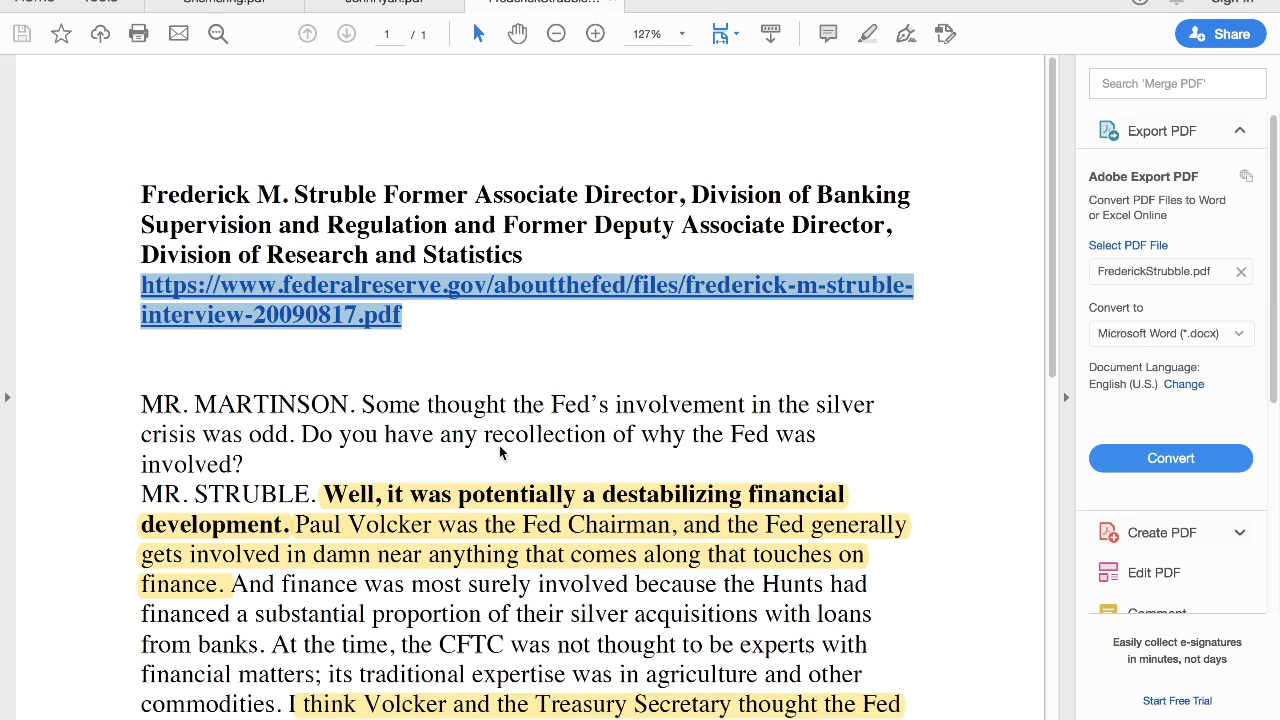 1 / 1
127%
Share
Search 'Merge PDF'
Export PDF
Adobe Export PDF
Convert PDF Files to Word
or Excel Online
Select PDF File
FrederickStrubble.pdf
Convert to
Microsoft Word (*.docx)
Document Language:
English (U.S.) Change
Convert
Create PDF
Edit PDF
Comment
Easily collect e-signatures
in minutes, not days
Start Free Trial
Frederick M. Struble Former Associate Director, Division of Banking
Supervision and Regulation and Former Deputy Associate Director,
Division of Research and Statistics
https://www.federalreserve.gov/aboutthefed/files/frederick-m-struble-
interview-20090817.pdf
MR. MARTINSON. Some thought the Fed's involvement in the silver
crisis was odd. Do you have any recollection of why the Fed was
involved?
MR. STRUBLE. Well, it was potentially a destabilizing financial
development. Paul Volcker was the Fed Chairman, and the Fed generally
gets involved in damn near anything that comes along that touches on
finance. And finance was most surely involved because the Hunts had
financed a substantial proportion of their silver acquisitions with loans
from banks. At the time, the CFTC was not thought to be experts with
financial matters; its traditional expertise was in agriculture and other
commodities. I think Volcker and the Treasury Secretary thought the Fed